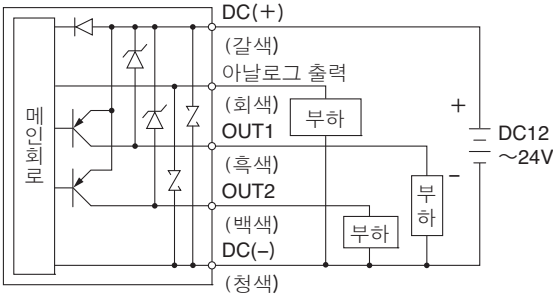 DC(+)
(갈색)
아날로그 출력
(회색)
부하
메인회로
OUT1
(흑색)
OUT2
(백색)
부하
부하
DC(−)
(청색)
+
DC12
～24V
−